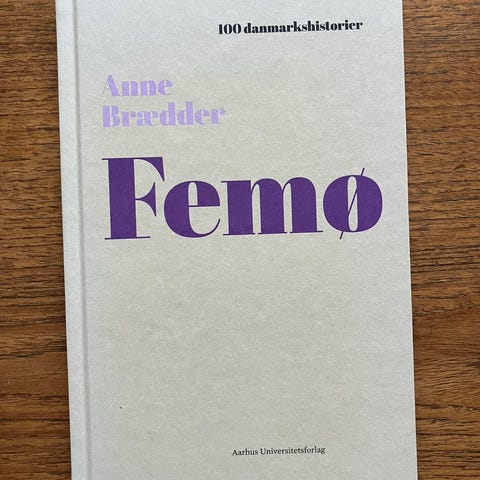 100 danmarkshistorier
Anne
Brædder
Femø
Aarhus Universitetsforlag